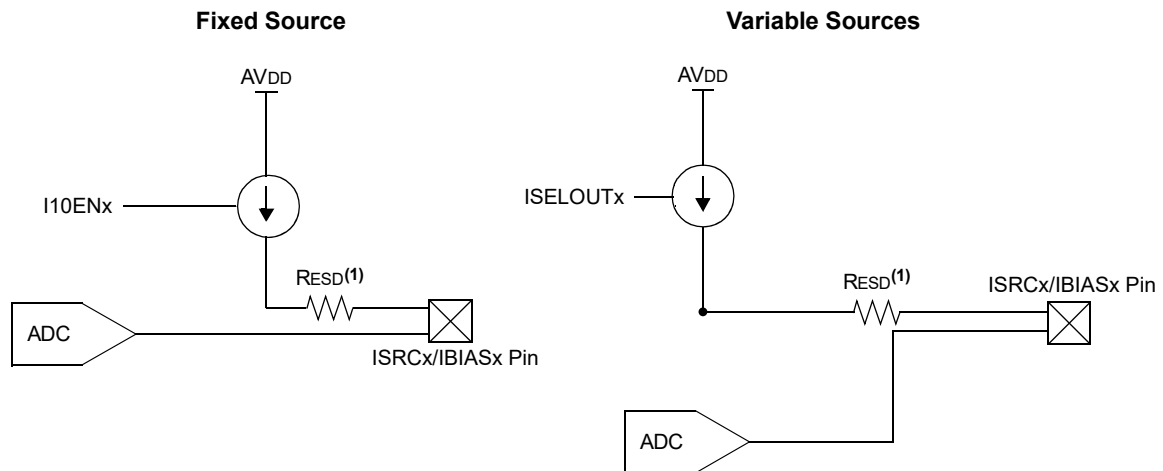 Fixed Source
Variable Sources
AVDD
AVDD
I10ENx
ISELOUTx
RESD(1)
RESD(1)
ISRCx/IBIASx Pin
ADC
ISRCx/IBIASx Pin
ADC